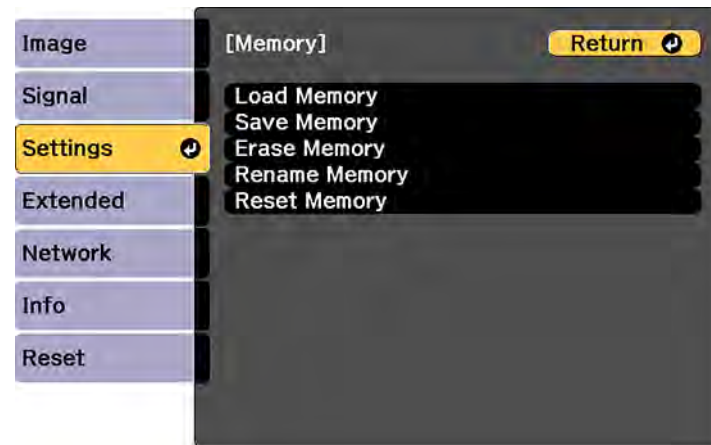 Image
Signal
Settings
Extended
Network
Info
Reset
[Memory]
Return
Load Memory
Save Memory
Erase Memory
Rename Memory
Reset Memory